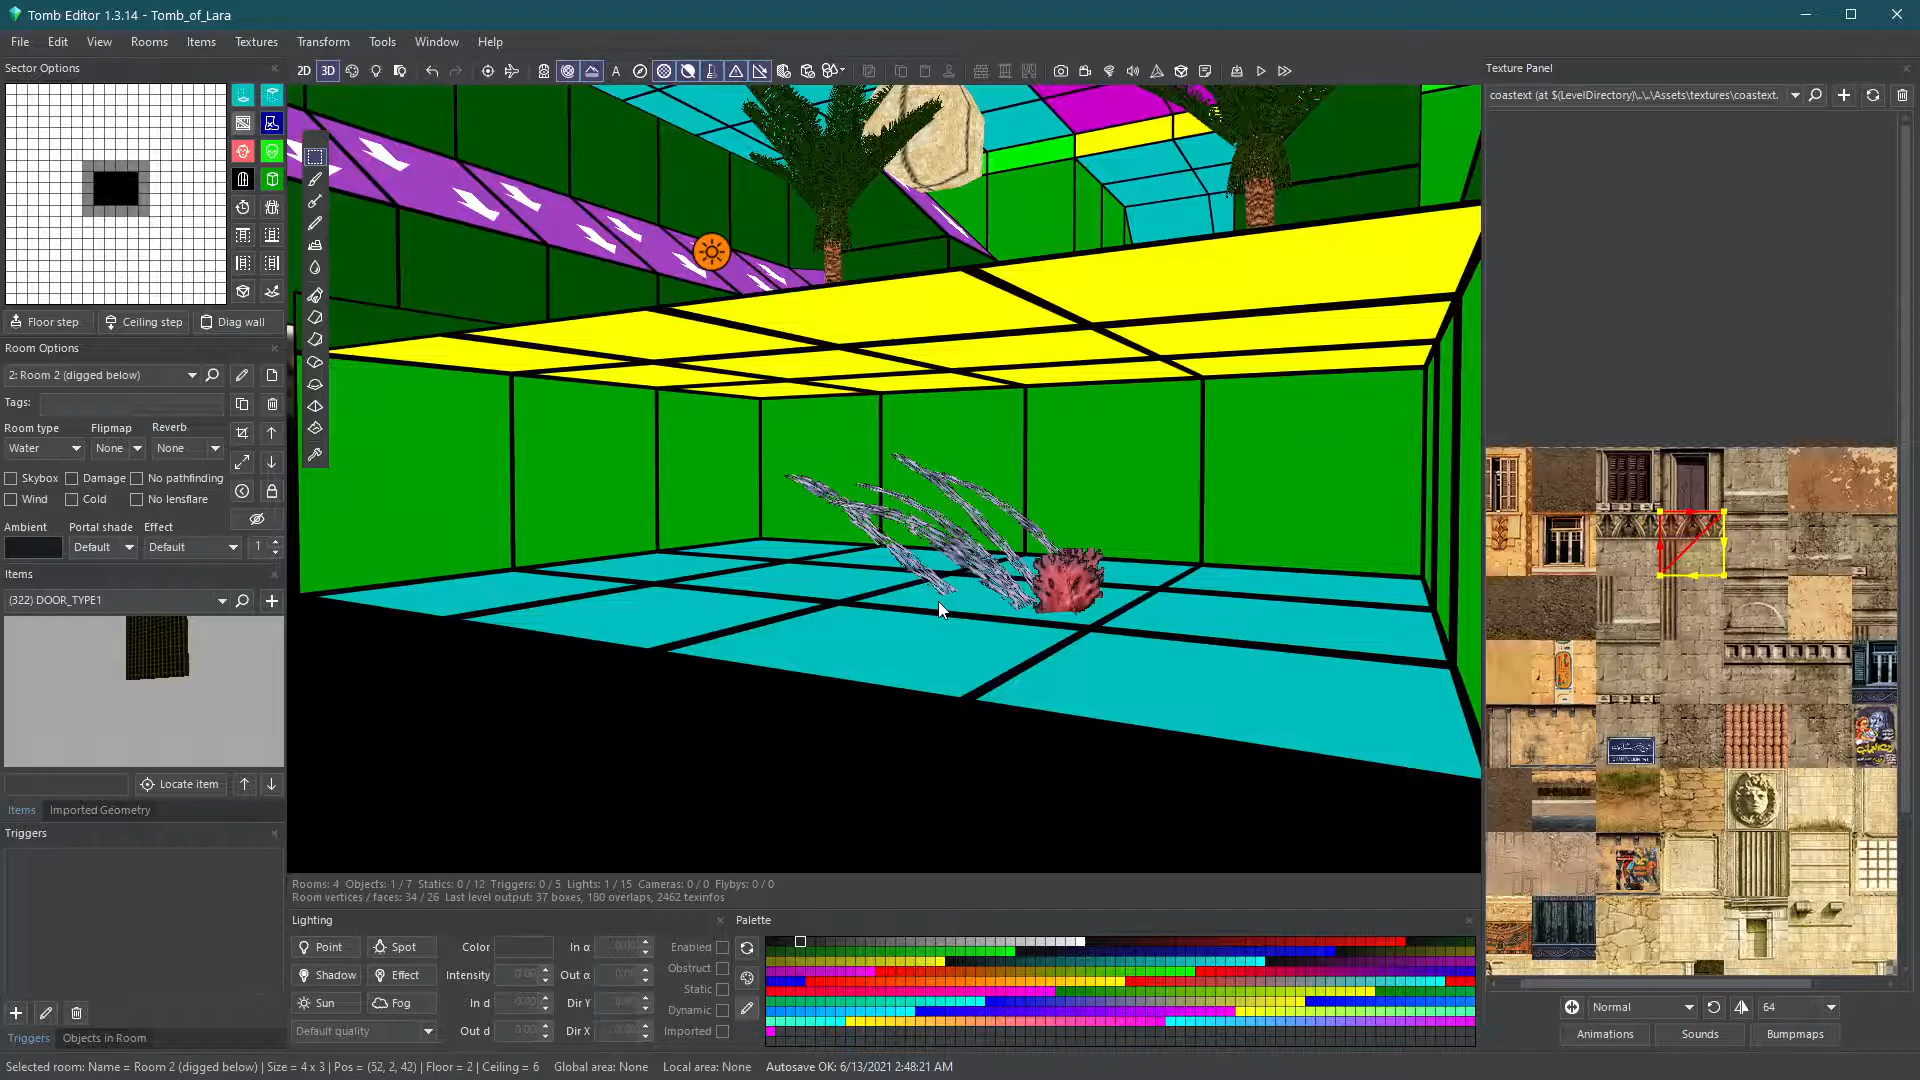 Tomb Editor 1.3.14 - Tomb_of_Lara
File Edit View Rooms Items Textures Transform Tools Window Help
Sector Options
2D 3D
Texture Panel
coastext (at $(LevelDirectory)\..\..\Assets\textures\coastext.
Floor step Ceiling step Diag wall
Room Options
2: Room 2 (digged below)
Tags:
Room type Flipmap Reverb
Water None None
Skybox Damage No pathfinding
Wind Cold No lensflare
Ambient Portal shade Effect
Default Default 1
Items
(322) DOOR_TYPE1
Locate item
Items Imported Geometry
Triggers
Triggers Objects in Room
Rooms: 4 Objects: 1 / 7 Statics: 0 / 12 Triggers: 0 / 5 Lights: 1 / 15 Cameras: 0 / 0 Flybys: 0 / 0
Room vertices / faces: 34 / 26 Last level output: 37 boxes, 180 overlaps, 2462 texinfos
Lighting
Point Spot Color In α Enabled
Shadow Effect Intensity Out α Obstruct
Static
Sun Fog In d Dir Y Dynamic
Default quality Out d Dir X Imported
Palette
Normal 64
Animations Sounds Bumpmaps
Selected room: Name = Room 2 (digged below) | Size = 4 x 3 | Pos = (52, 2, 42) | Floor = 2 | Ceiling = 6 Global area: None Local area: None Autosave OK: 6/13/2021 2:48:21 AM